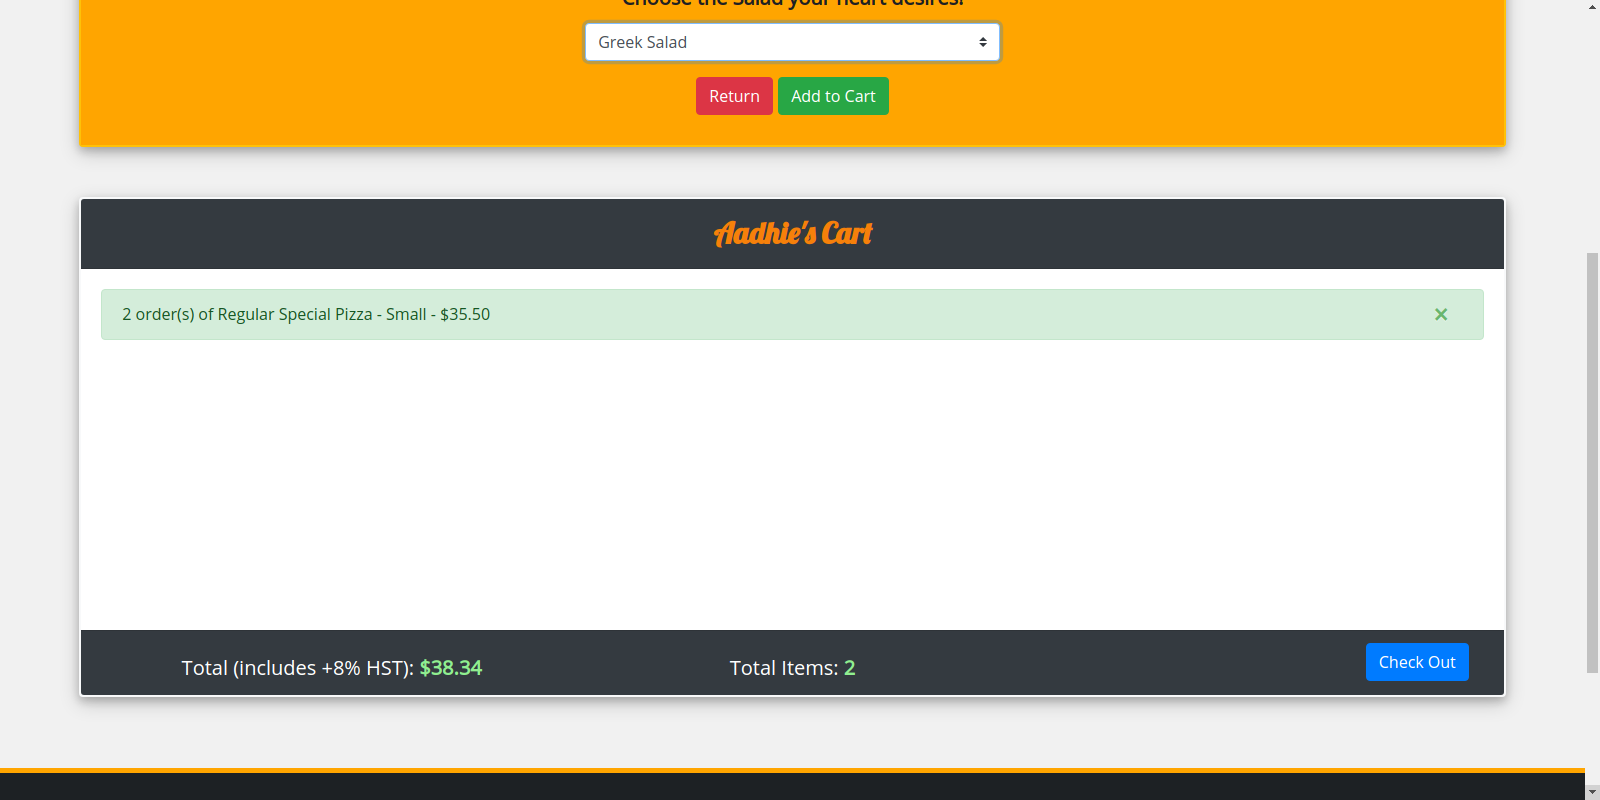 Choose the Salad your heart desires!
Greek Salad
Return Add to Cart
Aadhie's Cart
2 order(s) of Regular Special Pizza - Small - $35.50 ×
Total (includes +8% HST): $38.34 Total Items: 2 Check Out